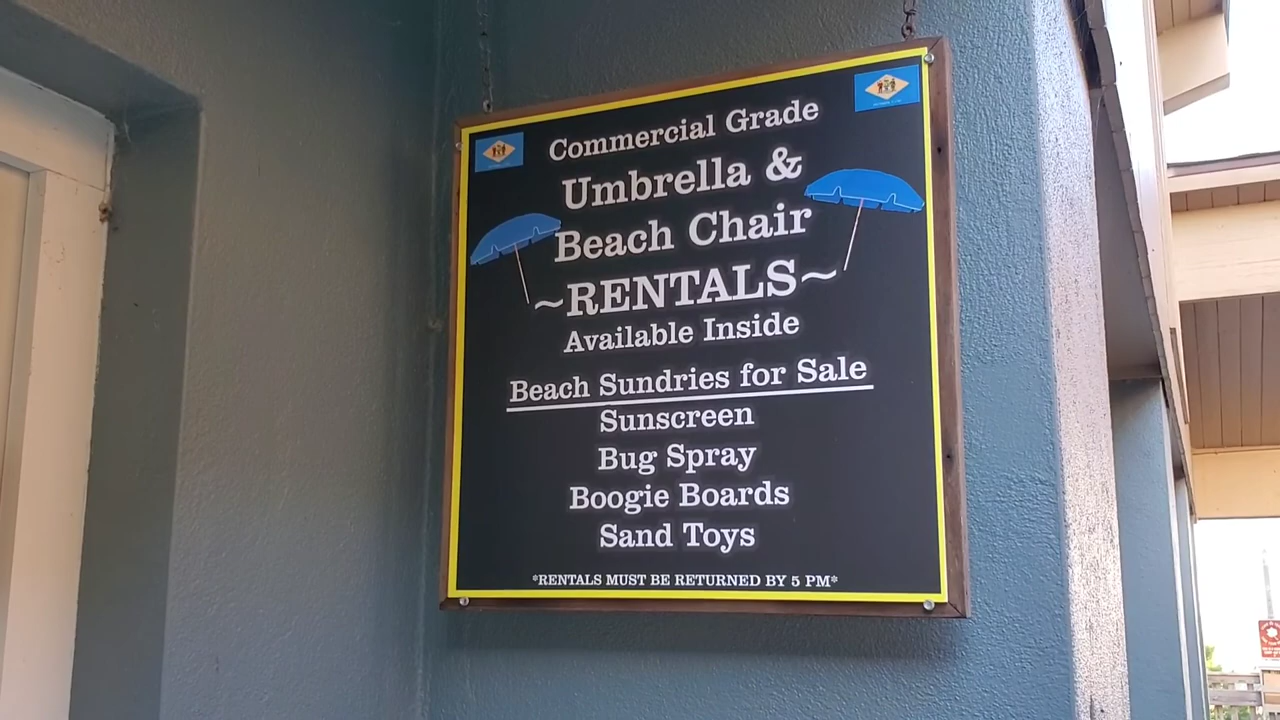 Commercial Grade
Umbrella &
Beach Chair
~RENTALS~
Available Inside
Beach Sundries for Sale
Sunscreen
Bug Spray
Boogie Boards
Sand Toys
*RENTALS MUST BE RETURNED BY 5 PM*